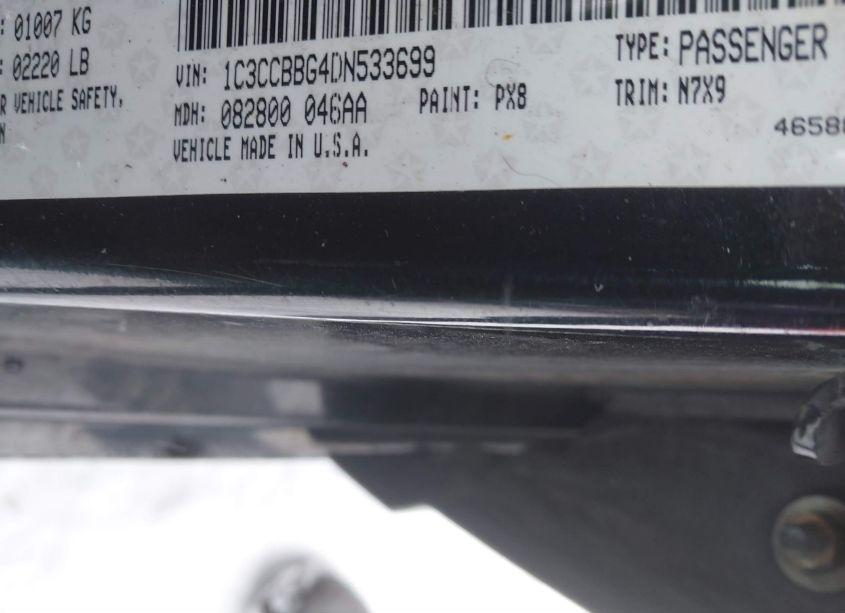 : 01007 KG
: 02220 LB
R VEHICLE SAFETY,
N
VIN: 1C3CCBBG4DN533699
MDH: 082800 046AA
PAINT: PX8
VEHICLE MADE IN U.S.A.
TYPE: PASSENGER
TRIM: N7X9
4658